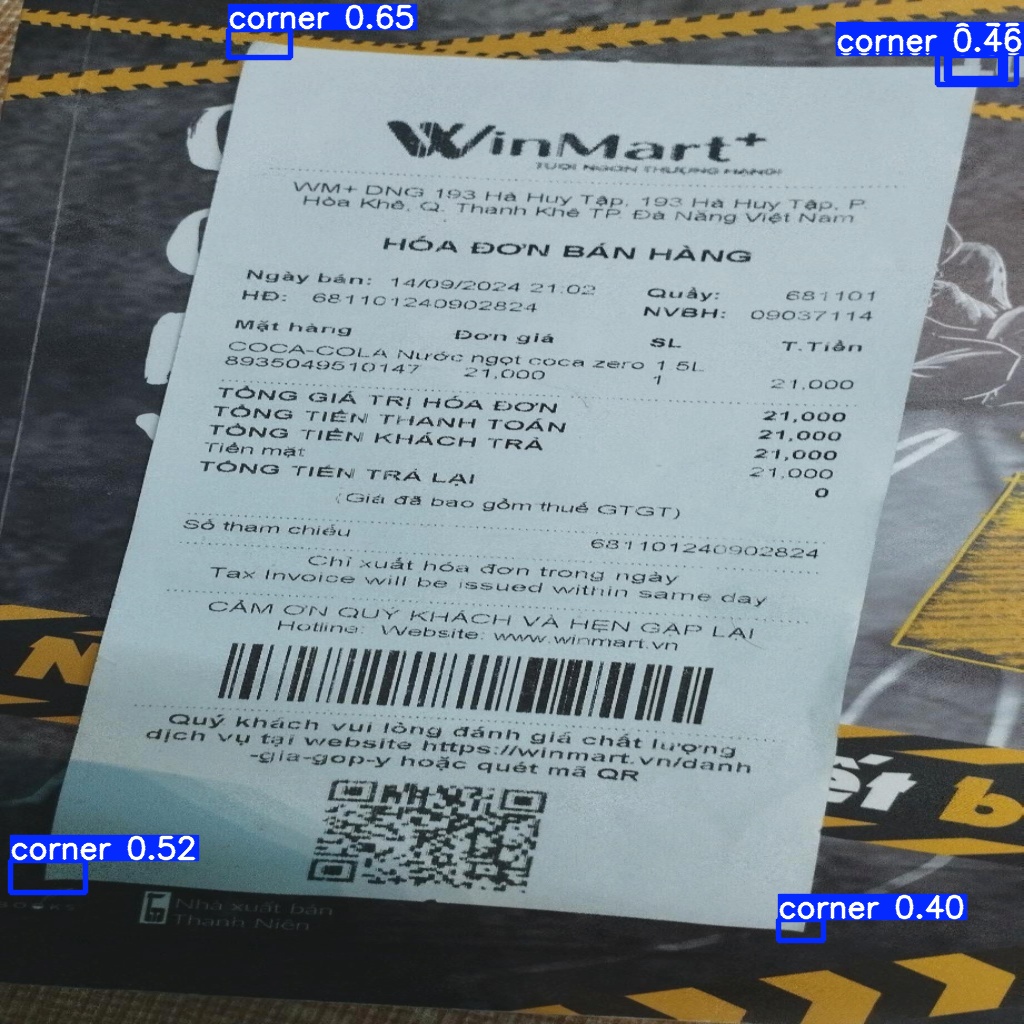 corner 0.65
corner 0.46
WinMart+
TƯƠI NGON THƯỢNG HẠNG!
WM+ DNG 193 Hà Huy Tập, 193 Hà Huy Tập, P.
Hòa Khê, Q. Thanh Khê TP. Đà Nẵng Việt Nam
HÓA ĐƠN BÁN HÀNG
Ngày bán: 14/09/2024 21:02 Quầy: 681101
HĐ: 681101240902824 NVBH: 09037114
Mặt hàng Đơn giá SL T.Tiền
COCA-COLA Nước ngọt coca zero 1 5L
8935049510147 21,000 1 21,000
TỔNG GIÁ TRỊ HÓA ĐƠN 21,000
TỔNG TIỀN THANH TOÁN 21,000
TỔNG TIỀN KHÁCH TRẢ 21,000
Tiền mặt 21,000
TỔNG TIỀN TRẢ LẠI 0
(Giá đã bao gồm thuế GTGT)
Số tham chiếu 681101240902824
Chỉ xuất hóa đơn trong ngày
Tax Invoice will be issued within same day
CẢM ƠN QUÝ KHÁCH VÀ HẸN GẶP LẠI
Hotline: Website: www.winmart.vn
Quý khách vui lòng đánh giá chất lượng
dịch vụ tại website https://winmart.vn/danh
-gia-gop-y hoặc quét mã QR
corner 0.52
corner 0.40
Nhà xuất bản
Thanh Niên